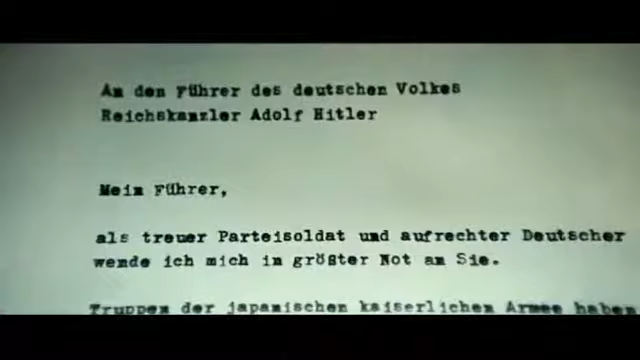 An den Führer des deutschen Volkes
Reichskanzler Adolf Hitler
Mein Führer,
als treuer Parteisoldat und aufrechter Deutscher
wende ich mich in größter Not an Sie.
Truppen der japanischen kaiserlichen Armee haben